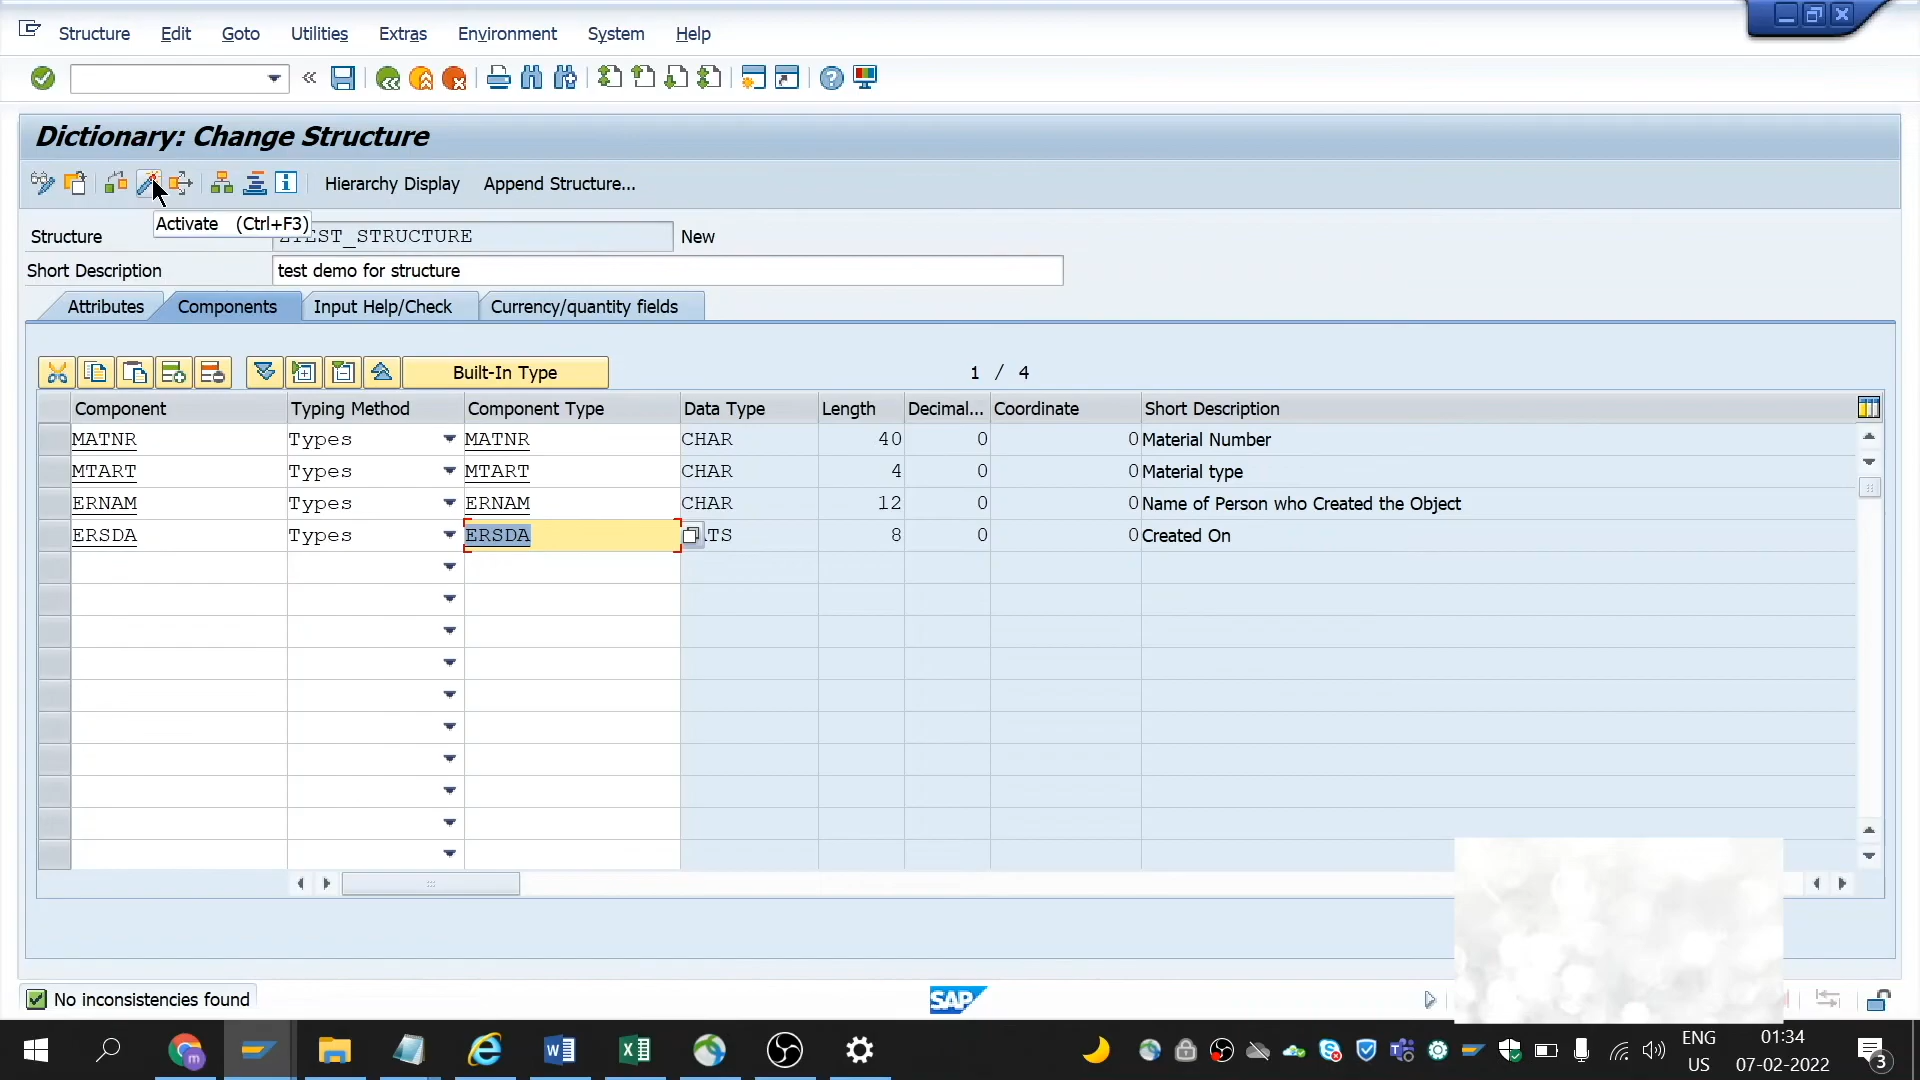 Structure Edit Goto Utilities Extras Environment System Help
Dictionary: Change Structure
Hierarchy Display Append Structure...
Activate (Ctrl+F3)
Structure ZTEST_STRUCTURE New
Short Description test demo for structure
Attributes Components Input Help/Check Currency/quantity fields
Built-In Type 1 / 4
Component Typing Method Component Type Data Type Length Decimal... Coordinate Short Description
MATNR Types MATNR CHAR 40 0 0 Material Number
MTART Types MTART CHAR 4 0 0 Material type
ERNAM Types ERNAM CHAR 12 0 0 Name of Person who Created the Object
ERSDA Types ERSDA ATS 8 0 0 Created On
No inconsistencies found
SAP
ENG 01:34
US 07-02-2022 3